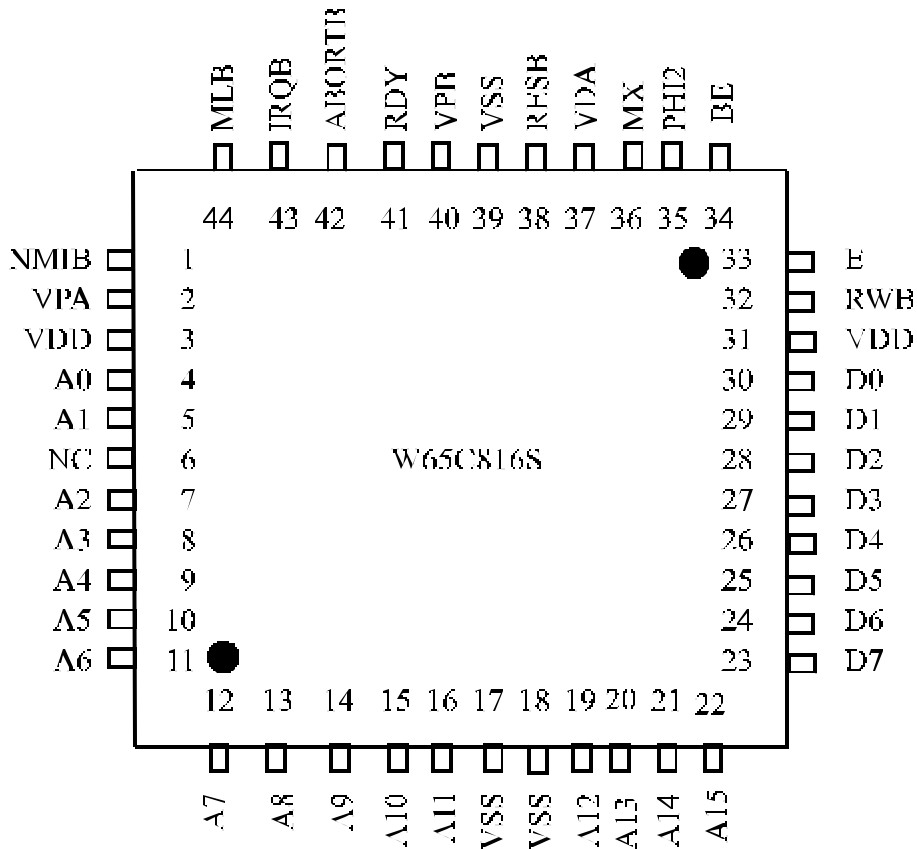 MLB IRQB ABORTB RDY VPB VSS RESB VDA MX PHI2 BE
44 43 42 41 40 39 38 37 36 35 34
NMIB 1 33 E
VPA 2 32 RWB
VDD 3 31 VDD
A0 4 30 D0
A1 5 29 D1
NC 6 W65C816S 28 D2
A2 7 27 D3
A3 8 26 D4
A4 9 25 D5
A5 10 24 D6
A6 11 23 D7
12 13 14 15 16 17 18 19 20 21 22
A7 A8 A9 A10 A11 VSS VSS A12 A13 A14 A15